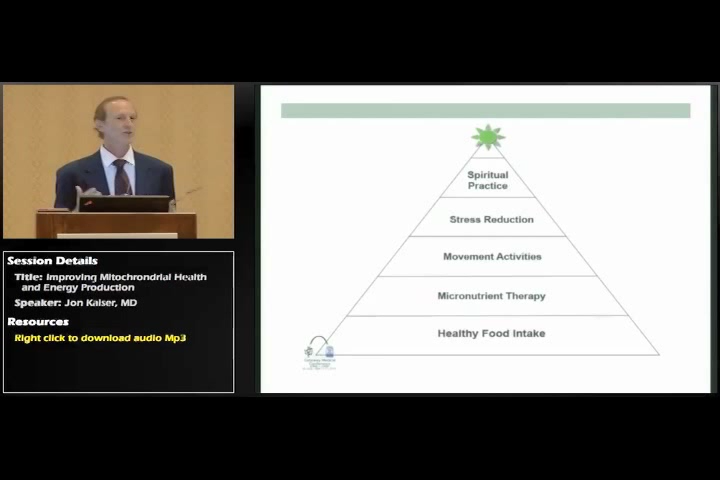 Session Details
Title: Improving Mitochrondrial Health
and Energy Production
Speaker: Jon Kaiser, MD
Resources
Right click to download audio Mp3
Spiritual
Practice
Stress Reduction
Movement Activities
Micronutrient Therapy
Healthy Food Intake